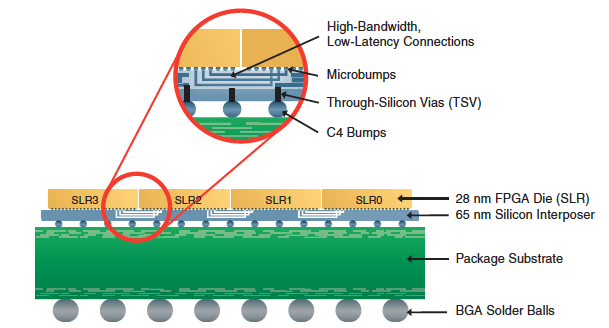 High-Bandwidth,
Low-Latency Connections
Microbumps
Through-Silicon Vias (TSV)
C4 Bumps
SLR3
SLR2
SLR1
SLR0
28 nm FPGA Die (SLR)
65 nm Silicon Interposer
Package Substrate
BGA Solder Balls